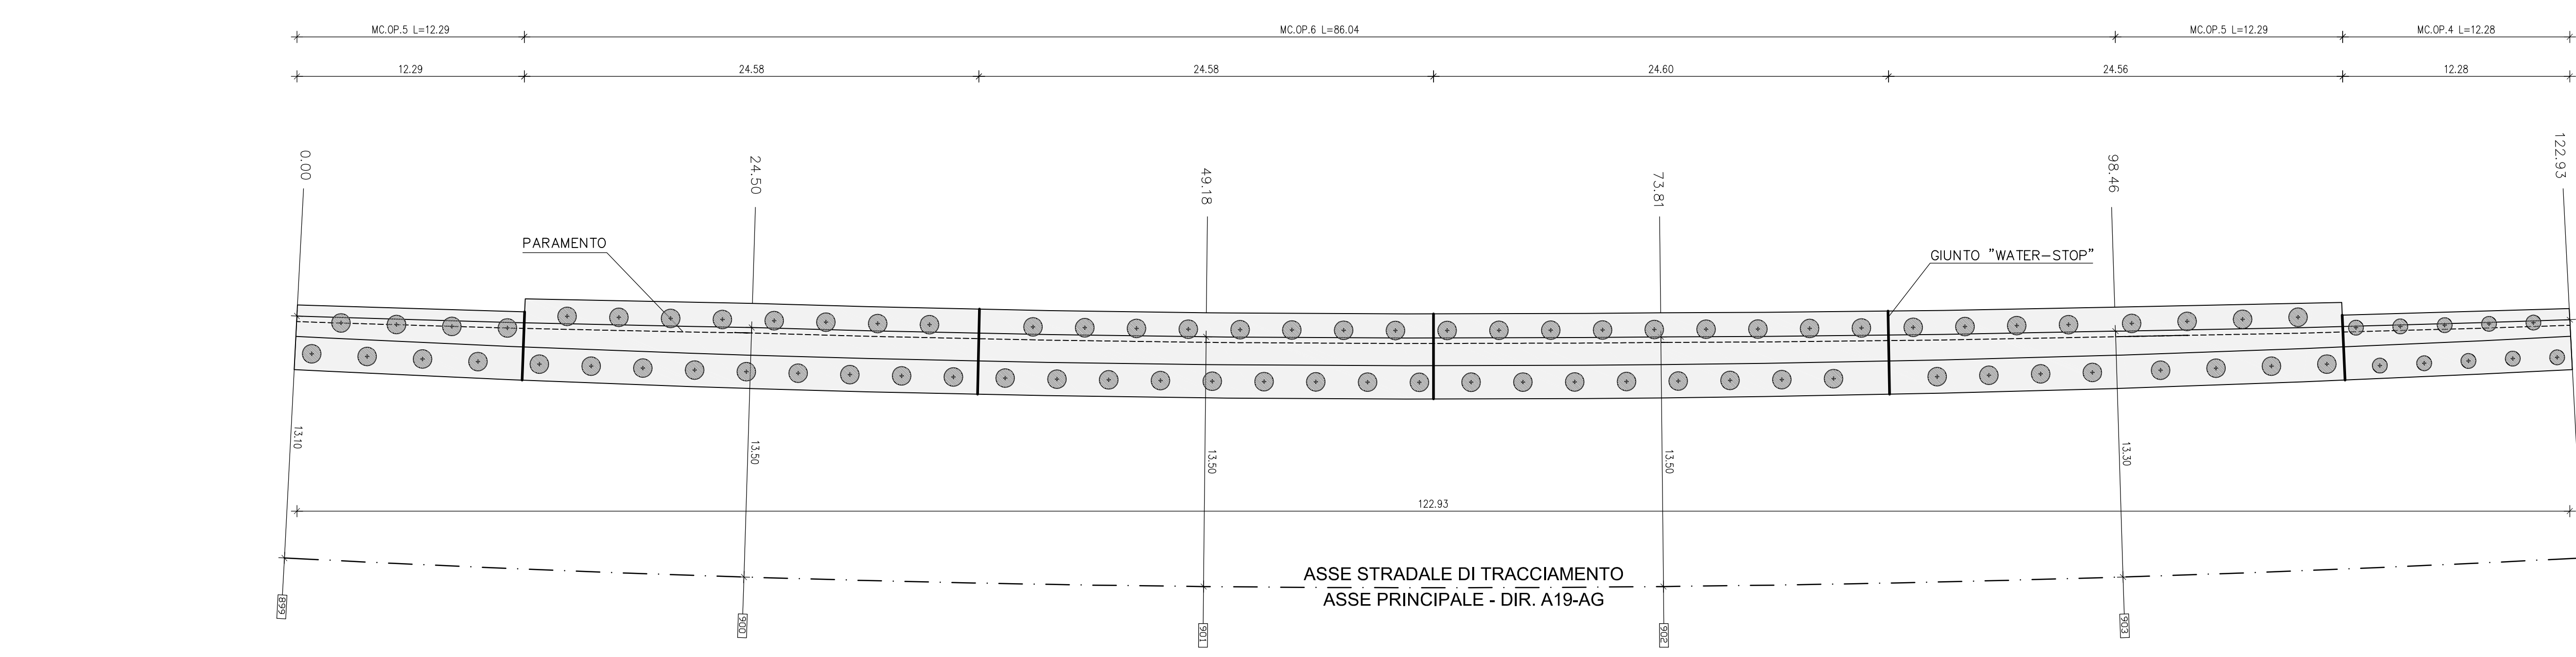 MC.OP.5 L=12.29
MC.OP.6 L=86.04
MC.OP.5 L=12.29
MC.OP.4 L=12.28
12.29
24.58
24.58
24.60
24.56
12.28
0.00
24.50
49.18
73.81
98.46
122.93
PARAMENTO
GIUNTO "WATER-STOP"
13.10
13.50
13.50
13.50
13.30
122.93
ASSE STRADALE DI TRACCIAMENTO
ASSE PRINCIPALE - DIR. A19-AG
899
900
901
902
903